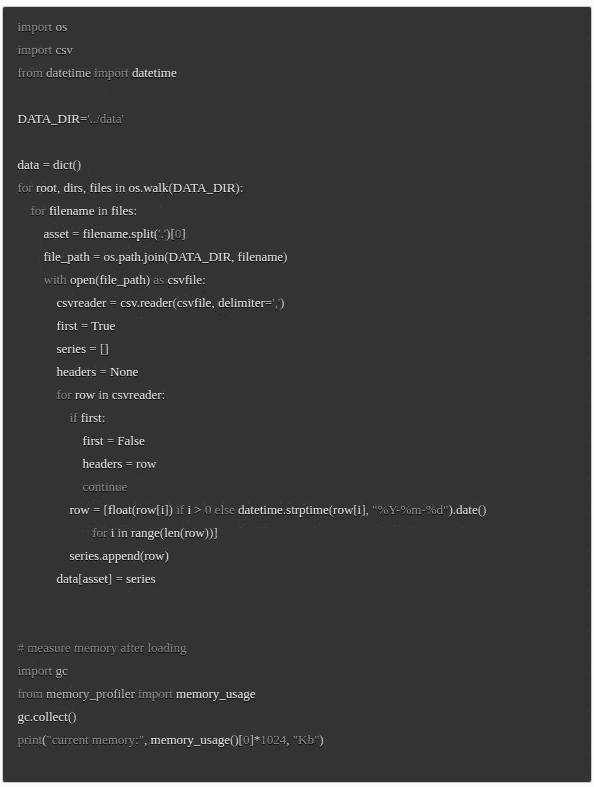 import os
import csv
from datetime import datetime
DATA_DIR='../data'
data = dict()
for root, dirs, files in os.walk(DATA_DIR):
for filename in files:
asset = filename.split('.')[0]
file_path = os.path.join(DATA_DIR, filename)
with open(file_path) as csvfile:
csvreader = csv.reader(csvfile, delimiter=',')
first = True
series = []
headers = None
for row in csvreader:
if first:
first = False
headers = row
continue
row = [float(row[i]) if i > 0 else datetime.strptime(row[i], "%Y-%m-%d").date()
for i in range(len(row))]
series.append(row)
data[asset] = series
# measure memory after loading
import gc
from memory_profiler import memory_usage
gc.collect()
print("current memory:", memory_usage()[0]*1024, "Kb")